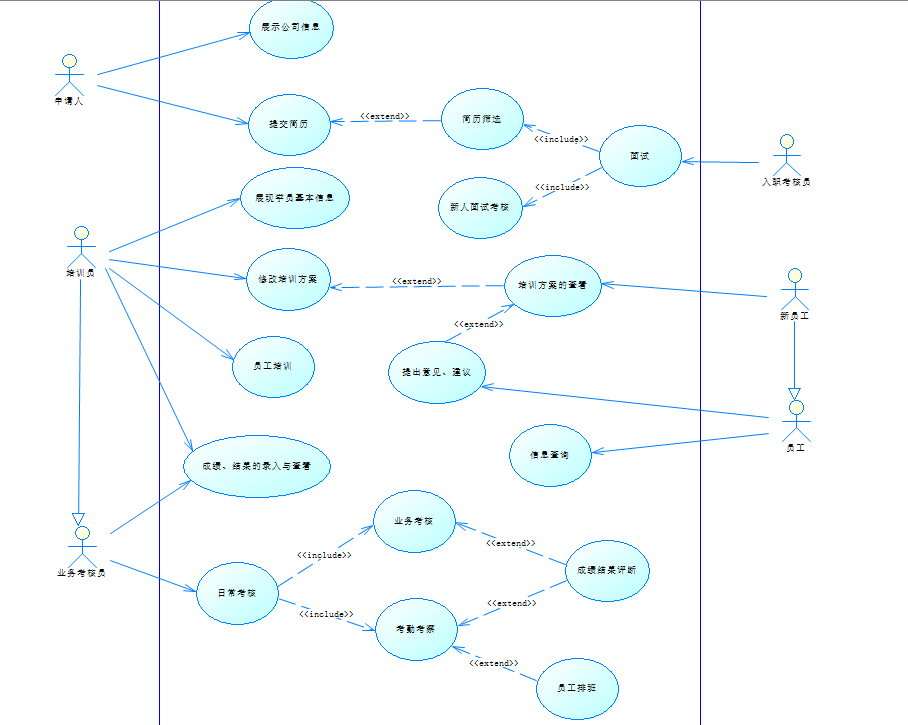 展示公司信息
申请人
提交简历
<<extend>>
简历筛选
<<include>>
面试
入职考核员
<<include>>
新人面试考核
展现学员基本信息
培训员
修改培训方案
<<extend>>
培训方案的查看
新员工
<<extend>>
员工培训
提出意见、建议
员工
信息查询
成绩、结果的录入与查看
业务考核
<<extend>>
<<include>>
业务考核员
成绩结果评断
日常考核
<<extend>>
<<include>>
考勤考察
<<extend>>
员工排班